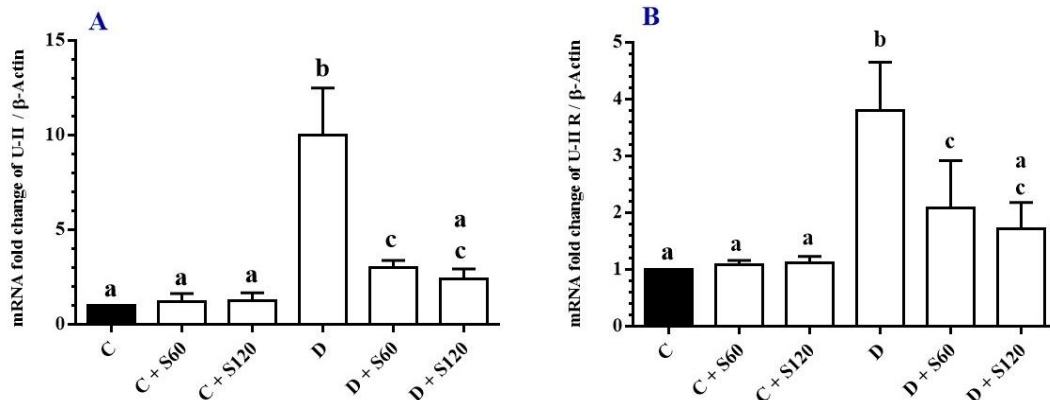 A
mRNA fold change of U-II / β-Actin
15
10
5
0
a
a
a
b
c
a
c
C
C + S60
C + S120
D
D + S60
D + S120
B
mRNA fold change of U-II R / β-Actin
5
4
3
2
1
0
a
a
a
b
c
a
c
C
C + S60
C + S120
D
D + S60
D + S120